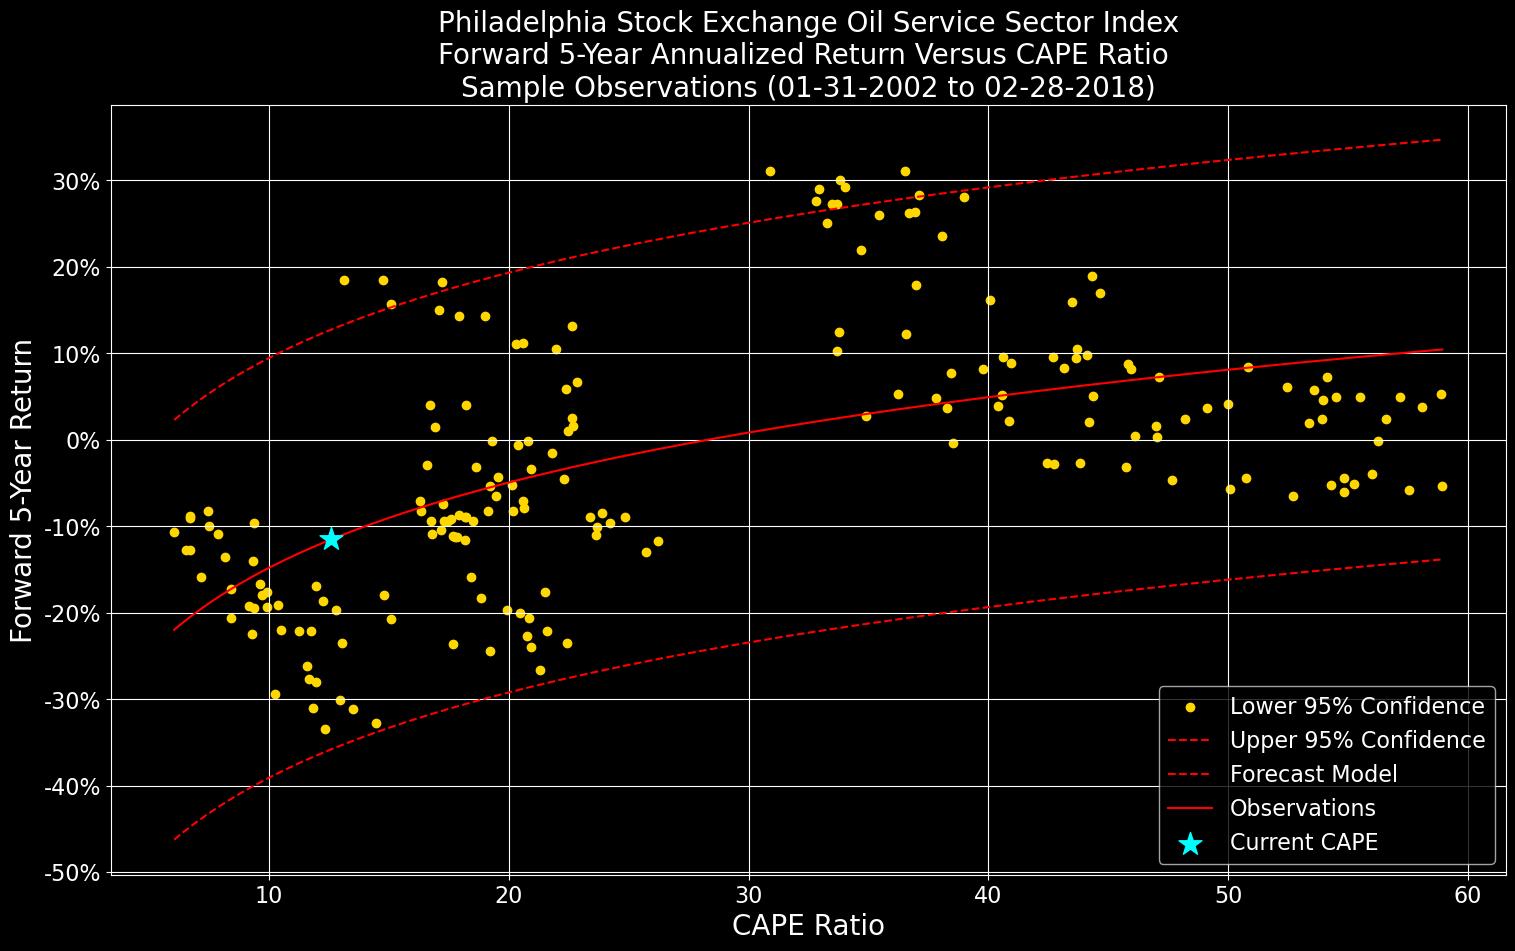 Philadelphia Stock Exchange Oil Service Sector Index
Forward 5-Year Annualized Return Versus CAPE Ratio
Sample Observations (01-31-2002 to 02-28-2018)
Forward 5-Year Return
30%
20%
10%
0%
-10%
-20%
-30%
-40%
-50%
Lower 95% Confidence
Upper 95% Confidence
Forecast Model
Observations
Current CAPE
10 20 30 40 50 60
CAPE Ratio